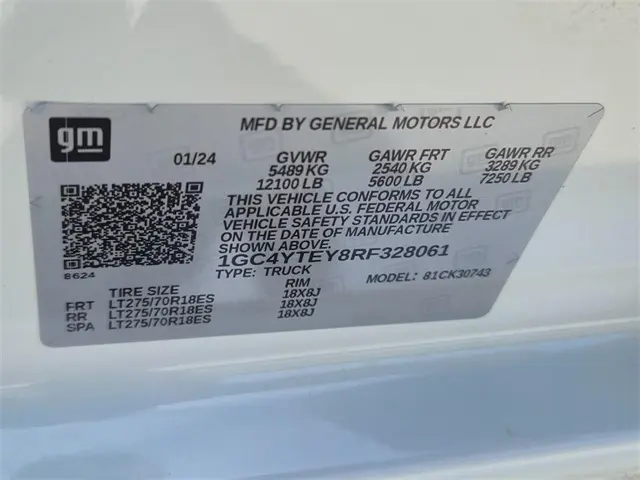 gm
MFD BY GENERAL MOTORS LLC
01/24 GVWR GAWR FRT GAWR RR
5489 KG 2540 KG 3289 KG
12100 LB 5600 LB 7250 LB
THIS VEHICLE CONFORMS TO ALL
APPLICABLE U.S. FEDERAL MOTOR
VEHICLE SAFETY STANDARDS IN EFFECT
ON THE DATE OF MANUFACTURE
SHOWN ABOVE.
8624
1GC4YTEY8RF328061
TYPE: TRUCK MODEL: 81CK30743
TIRE SIZE RIM
FRT LT275/70R18ES 18X8J
RR LT275/70R18ES 18X8J
SPA LT275/70R18ES 18X8J